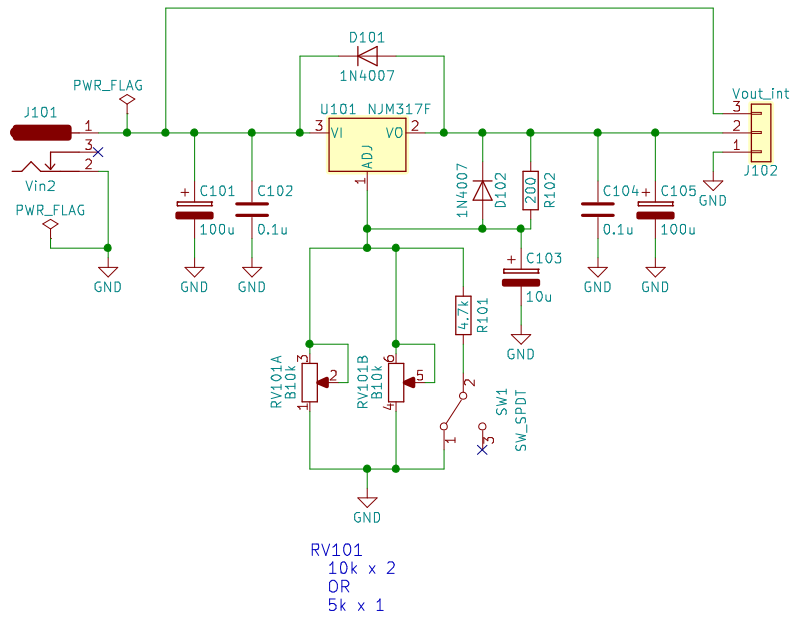 D101
1N4007
PWR_FLAG
J101
1
3
2
Vin2
PWR_FLAG
GND
C101
100u
GND
C102
0.1u
GND
U101 NJM317F
3
VI
VO
2
ADJ
1
1N4007
D102
200
R102
C103
10u
GND
C104
0.1u
GND
C105
100u
GND
Vout_int
3
2
1
J102
GND
4.7k
R101
RV101A
B10k
3
2
1
RV101B
B10k
6
5
4
2
1
3
SW1
SW_SPDT
GND
RV101
10k x 2
OR
5k x 1